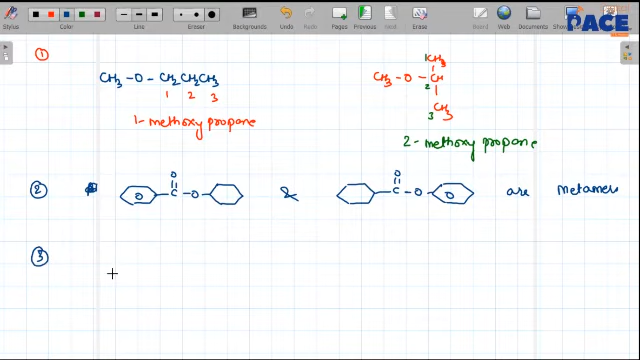 Stylus
Color
Line Width
Eraser
Background
Undo
Redo
Pages
Previous
Next
Erase
Board
Web
Documents
Show
PACE
①
CH3 - O - CH2 CH2 CH3
1 2 3
1- methoxy propane
1 CH3
CH3 - O - CH
2
3 CH3
2 - methoxy propane
② O C O O & O C O O are metamers
③